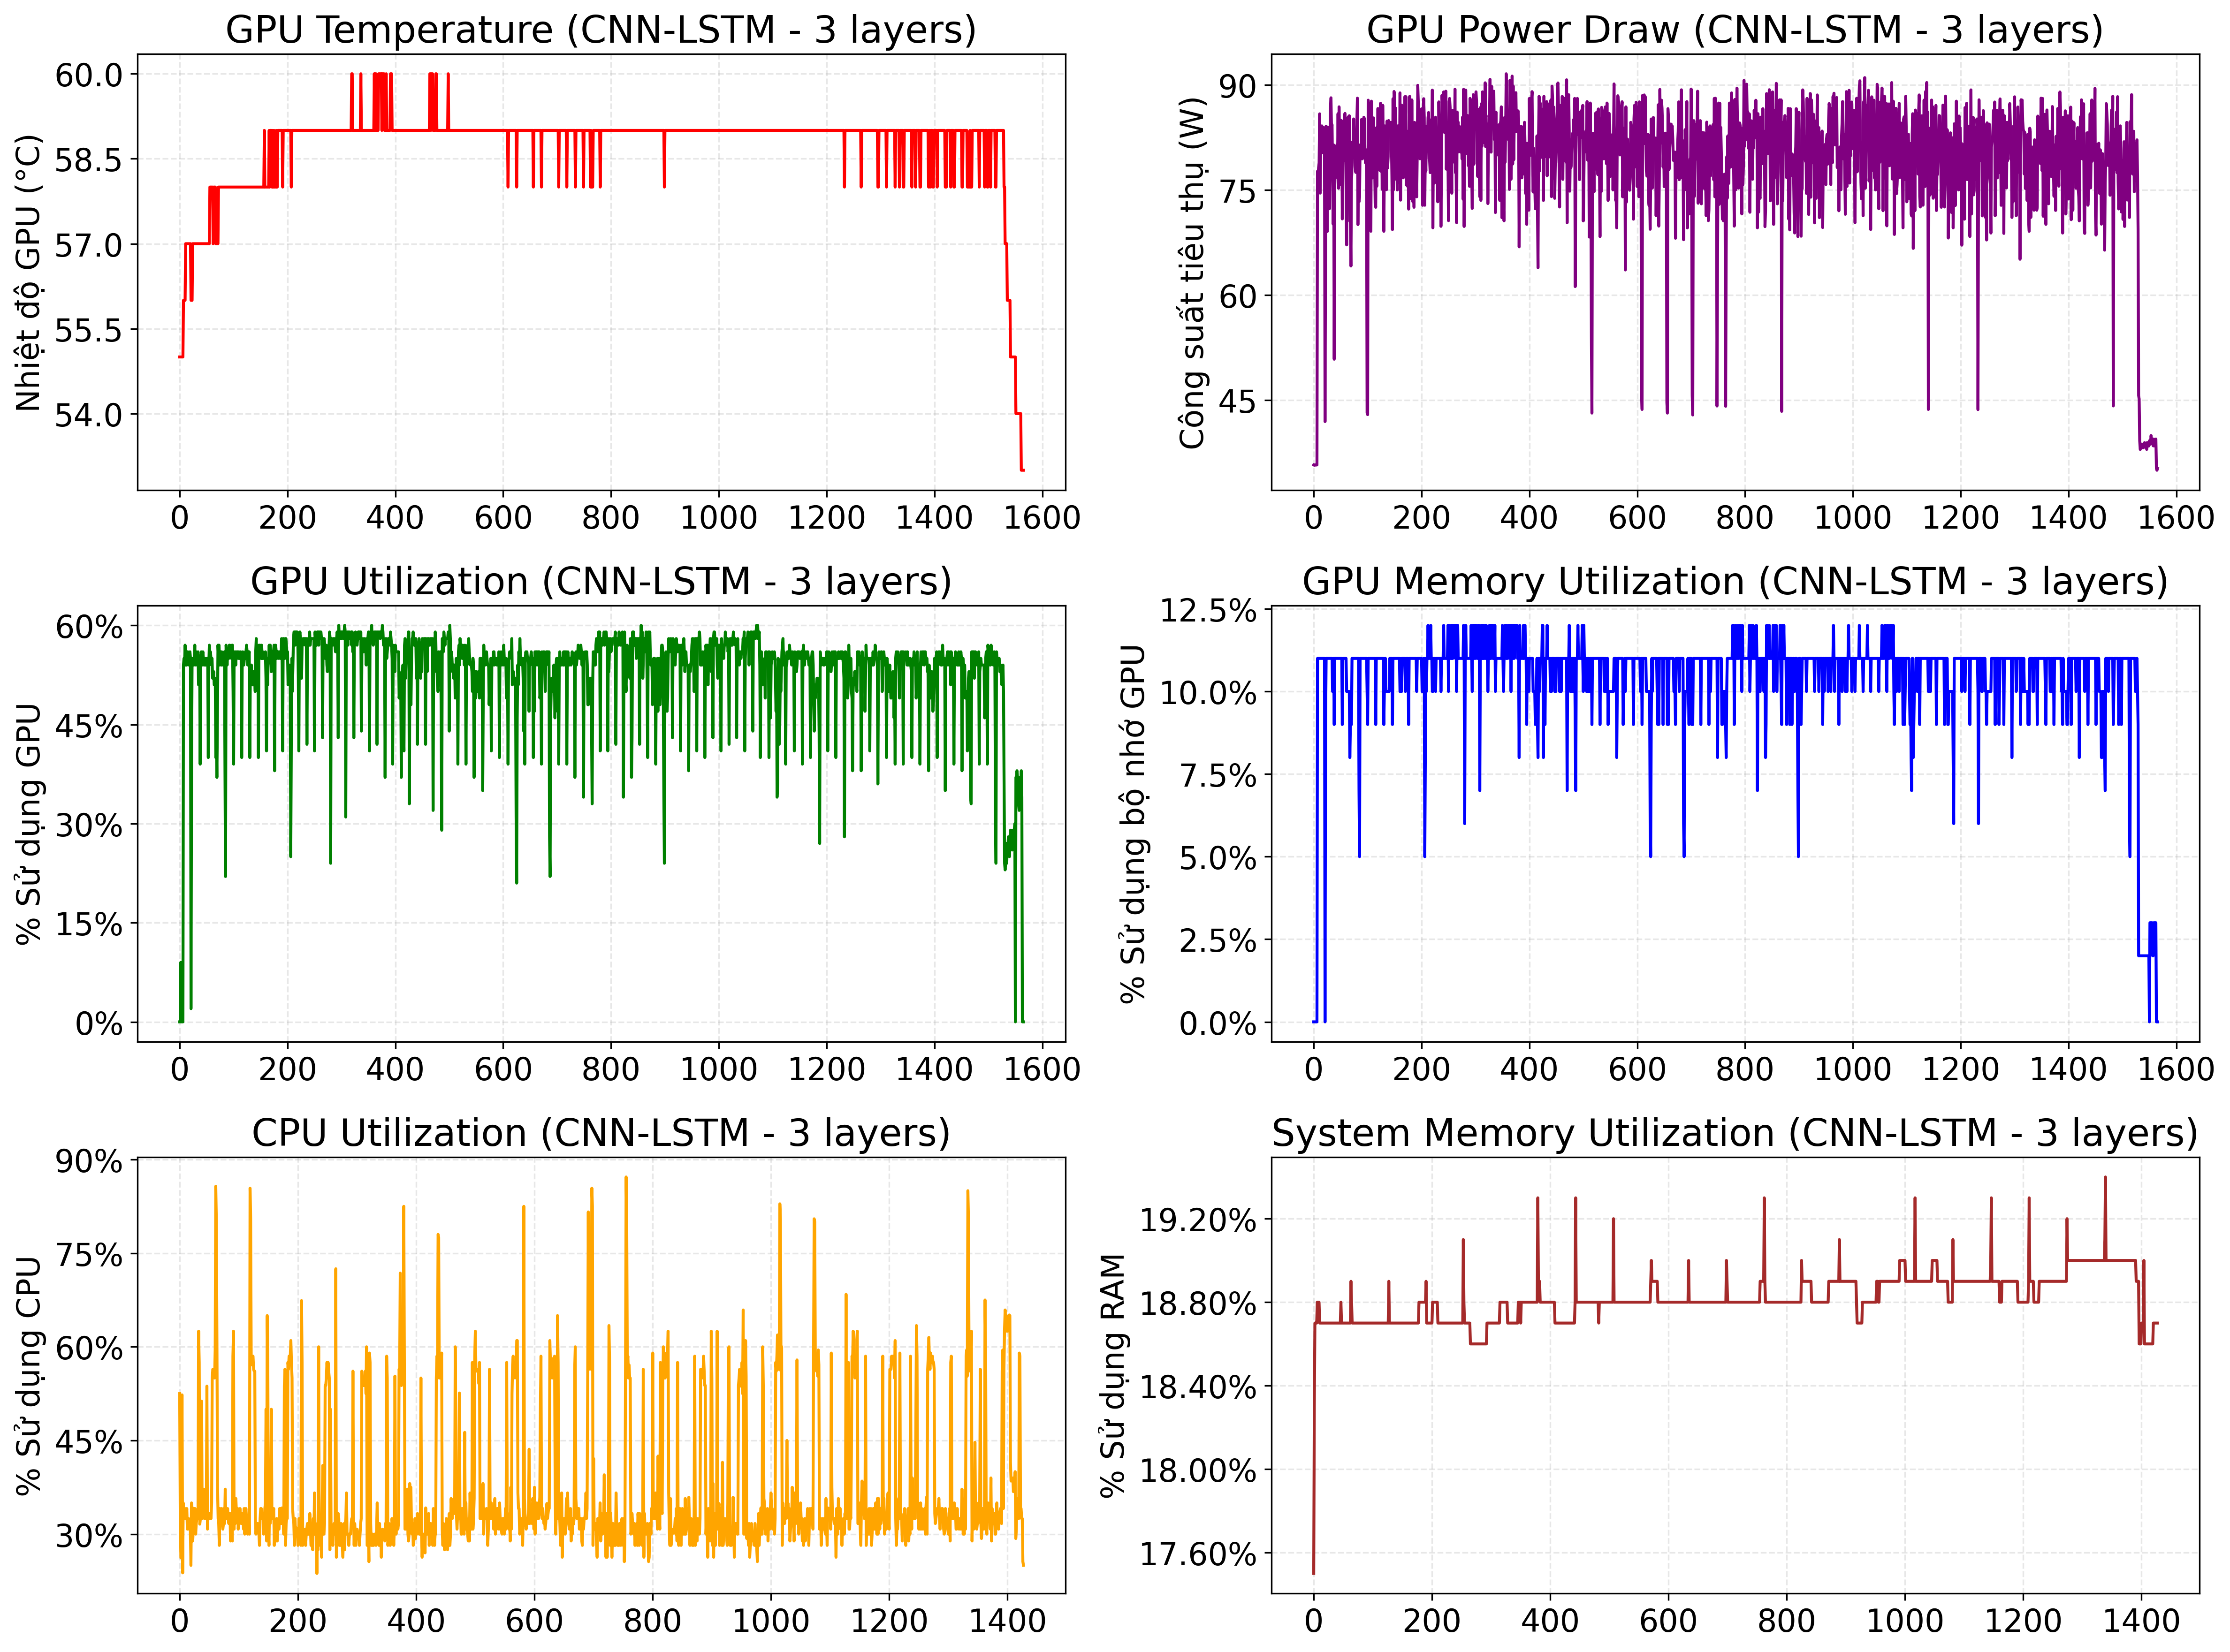 GPU Temperature (CNN-LSTM - 3 layers)
Nhiệt độ GPU (°C)
60.0
58.5
57.0
55.5
54.0
0 200 400 600 800 1000 1200 1400 1600
GPU Power Draw (CNN-LSTM - 3 layers)
Công suất tiêu thụ (W)
90
75
60
45
0 200 400 600 800 1000 1200 1400 1600
GPU Utilization (CNN-LSTM - 3 layers)
% Sử dụng GPU
60%
45%
30%
15%
0%
0 200 400 600 800 1000 1200 1400 1600
GPU Memory Utilization (CNN-LSTM - 3 layers)
% Sử dụng bộ nhớ GPU
12.5%
10.0%
7.5%
5.0%
2.5%
0.0%
0 200 400 600 800 1000 1200 1400 1600
CPU Utilization (CNN-LSTM - 3 layers)
% Sử dụng CPU
90%
75%
60%
45%
30%
0 200 400 600 800 1000 1200 1400
System Memory Utilization (CNN-LSTM - 3 layers)
% Sử dụng RAM
19.20%
18.80%
18.40%
18.00%
17.60%
0 200 400 600 800 1000 1200 1400